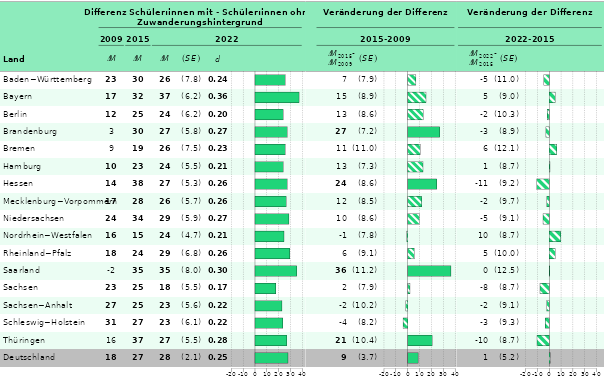 Differenz Schüler:innen mit - Schüler:innen ohne
Zuwanderungshintergrund
Veränderung der Differenz
Veränderung der Differenz
2009 2015 2022 2015-2009 2022-2015
Land M M M (SE) d M2015- M2009 (SE) M2022- M2015 (SE)
Baden−Württemberg 23 30 26 (7.8) 0.24 7 (7.9) -5 (11.0)
Bayern 17 32 37 (6.2) 0.36 15 (8.9) 5 (9.0)
Berlin 12 25 24 (6.2) 0.20 13 (8.6) -2 (10.3)
Brandenburg 3 30 27 (5.8) 0.27 27 (7.2) -3 (8.9)
Bremen 9 19 26 (7.5) 0.23 11 (11.0) 6 (12.1)
Hamburg 10 23 24 (5.5) 0.21 13 (7.3) 1 (8.7)
Hessen 14 38 27 (5.3) 0.26 24 (8.6) -11 (9.2)
Mecklenburg−Vorpommern 17 28 26 (5.7) 0.26 12 (8.5) -2 (9.7)
Niedersachsen 24 34 29 (5.9) 0.27 10 (8.6) -5 (9.1)
Nordrhein−Westfalen 16 15 24 (4.7) 0.21 -1 (7.8) 10 (8.7)
Rheinland−Pfalz 18 24 29 (6.8) 0.26 6 (9.1) 5 (10.0)
Saarland -2 35 35 (8.0) 0.30 36 (11.2) 0 (12.5)
Sachsen 23 25 18 (5.5) 0.17 2 (7.9) -8 (8.7)
Sachsen−Anhalt 27 25 23 (5.6) 0.22 -2 (10.2) -2 (9.1)
Schleswig−Holstein 31 27 23 (6.1) 0.22 -4 (8.2) -3 (9.3)
Thüringen 16 37 27 (5.5) 0.28 21 (10.4) -10 (8.7)
Deutschland 18 27 28 (2.1) 0.25 9 (3.7) 1 (5.2)
-20 -10 0 10 20 30 40 -20 -10 0 10 20 30 40 -20 -10 0 10 20 30 40